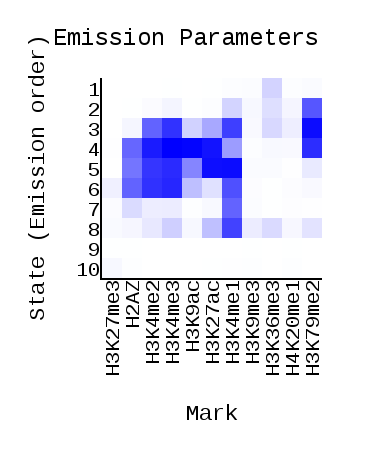 Emission Parameters
State (Emission order)
1
2
3
4
5
6
7
8
9
10
H3K27me3
H2AZ
H3K4me2
H3K4me3
H3K9ac
H3K27ac
H3K4me1
H3K9me3
H3K36me3
H4K20me1
H3K79me2
Mark